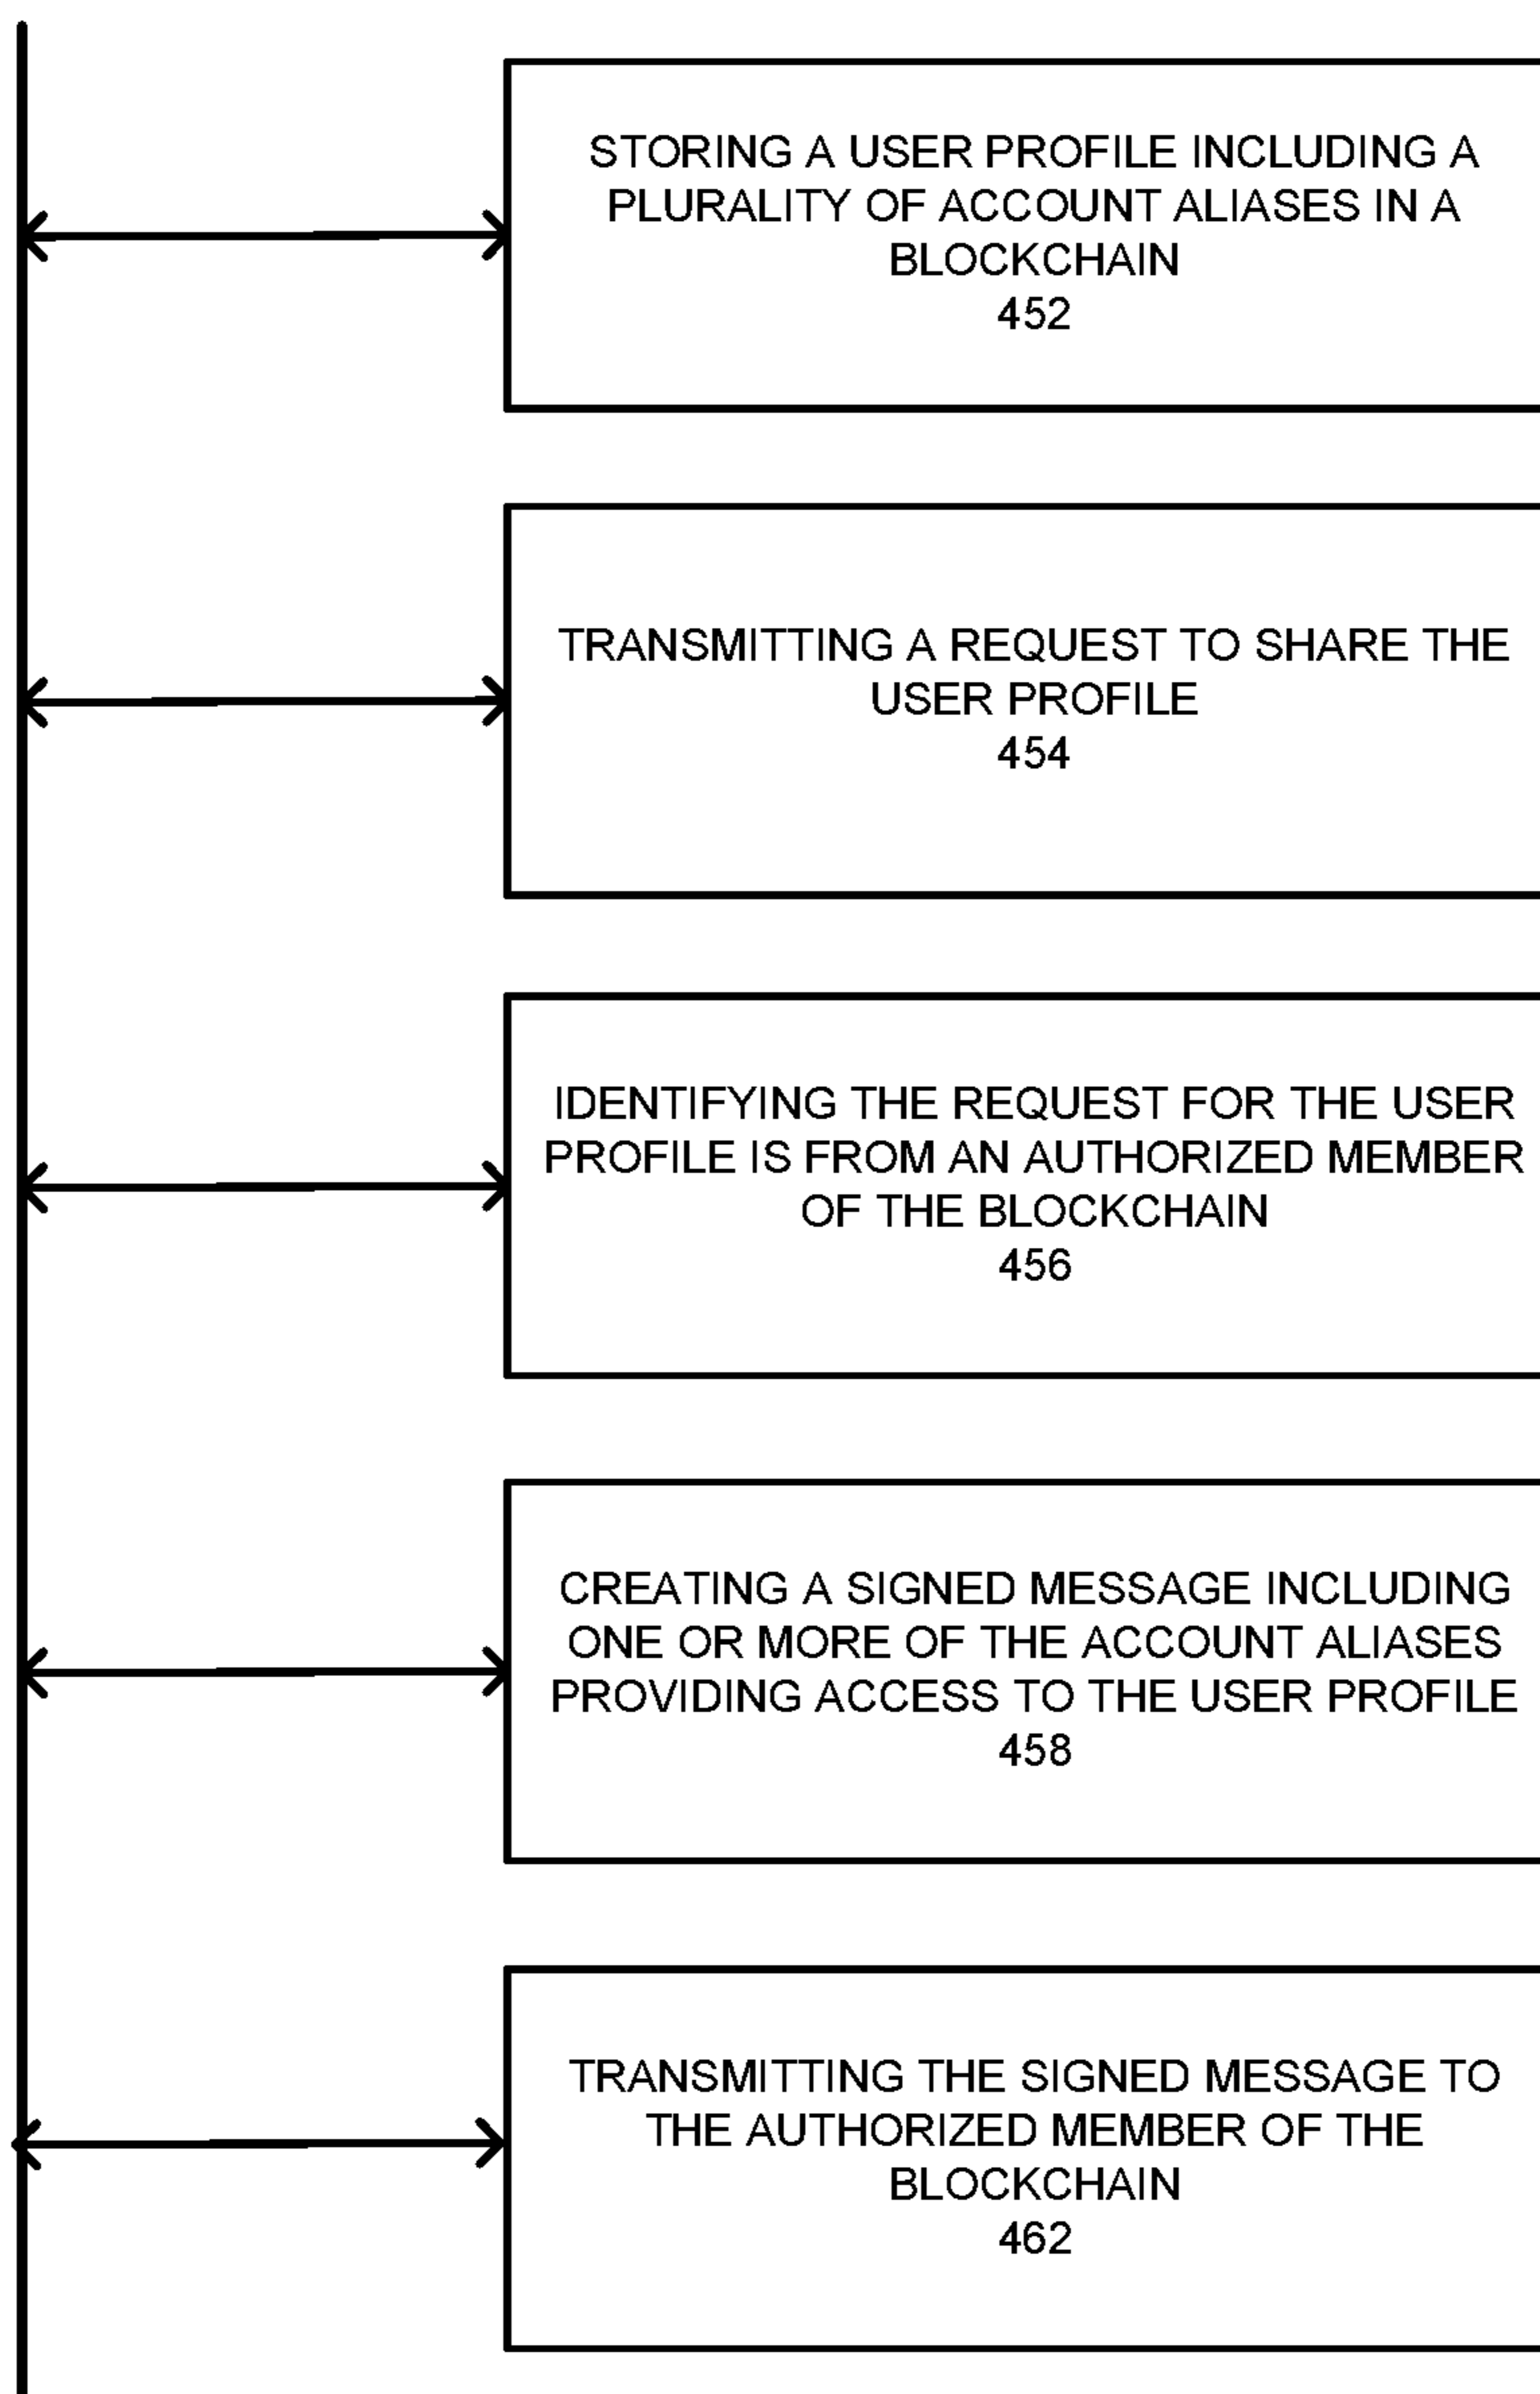 STORING A USER PROFILE INCLUDING A
PLURALITY OF ACCOUNT ALIASES IN A
BLOCKCHAIN
452
TRANSMITTING A REQUEST TO SHARE THE
USER PROFILE
454
IDENTIFYING THE REQUEST FOR THE USER
PROFILE IS FROM AN AUTHORIZED MEMBER
OF THE BLOCKCHAIN
456
CREATING A SIGNED MESSAGE INCLUDING
ONE OR MORE OF THE ACCOUNT ALIASES
PROVIDING ACCESS TO THE USER PROFILE
458
TRANSMITTING THE SIGNED MESSAGE TO
THE AUTHORIZED MEMBER OF THE
BLOCKCHAIN
462